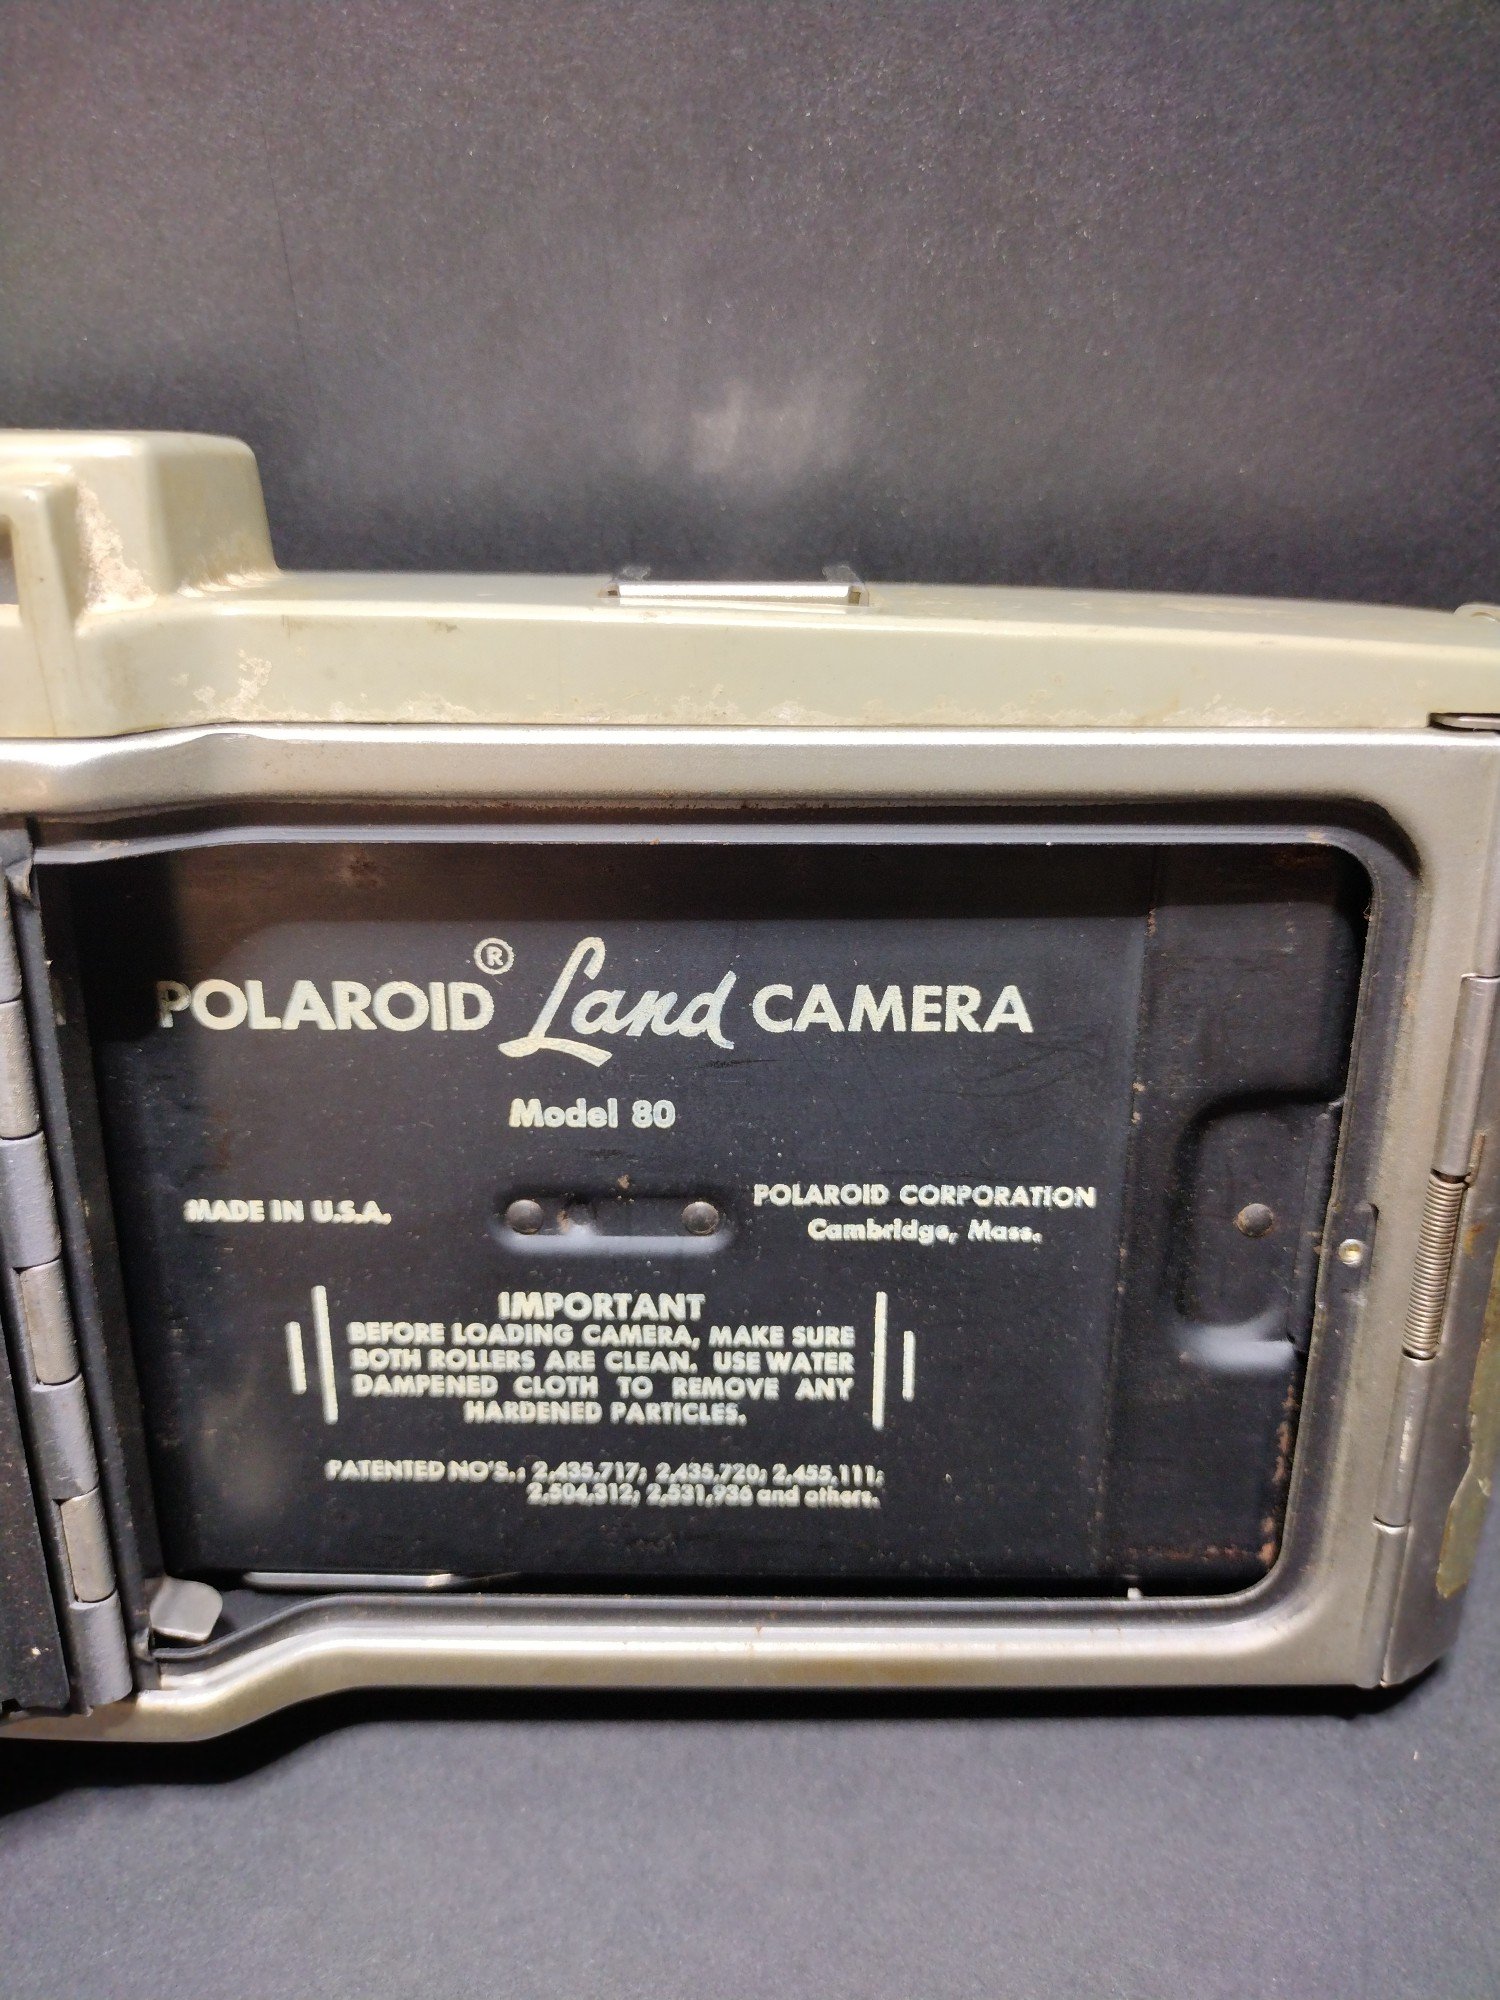 POLAROID® Land CAMERA
Model 80
MADE IN U.S.A.
POLAROID CORPORATION
Cambridge, Mass.
IMPORTANT
BEFORE LOADING CAMERA, MAKE SURE
BOTH ROLLERS ARE CLEAN. USE WATER
DAMPENED CLOTH TO REMOVE ANY
HARDENED PARTICLES.
PATENTED NO'S.: 2,435,717; 2,435,720; 2,455,111;
2,504,312; 2,531,936 and others.